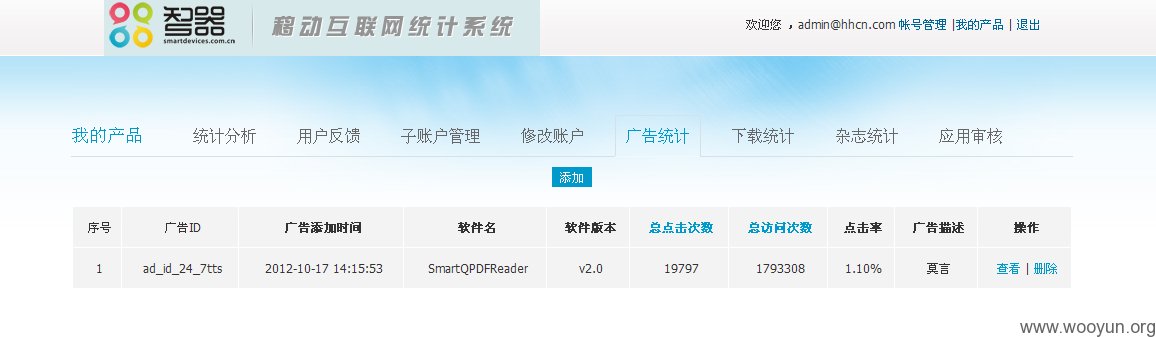 智器
smartdevices.com.cn
移动互联网统计系统
欢迎您 ，admin@hhcn.com 帐号管理 |我的产品 | 退出
我的产品 统计分析 用户反馈 子账户管理 修改账户 广告统计 下载统计 杂志统计 应用审核
添加
序号 广告ID 广告添加时间 软件名 软件版本 总点击次数 总访问次数 点击率 广告描述 操作
1 ad_id_24_7tts 2012-10-17 14:15:53 SmartQPDFReader v2.0 19797 1793308 1.10% 莫言 查看 | 删除
www.wooyun.org